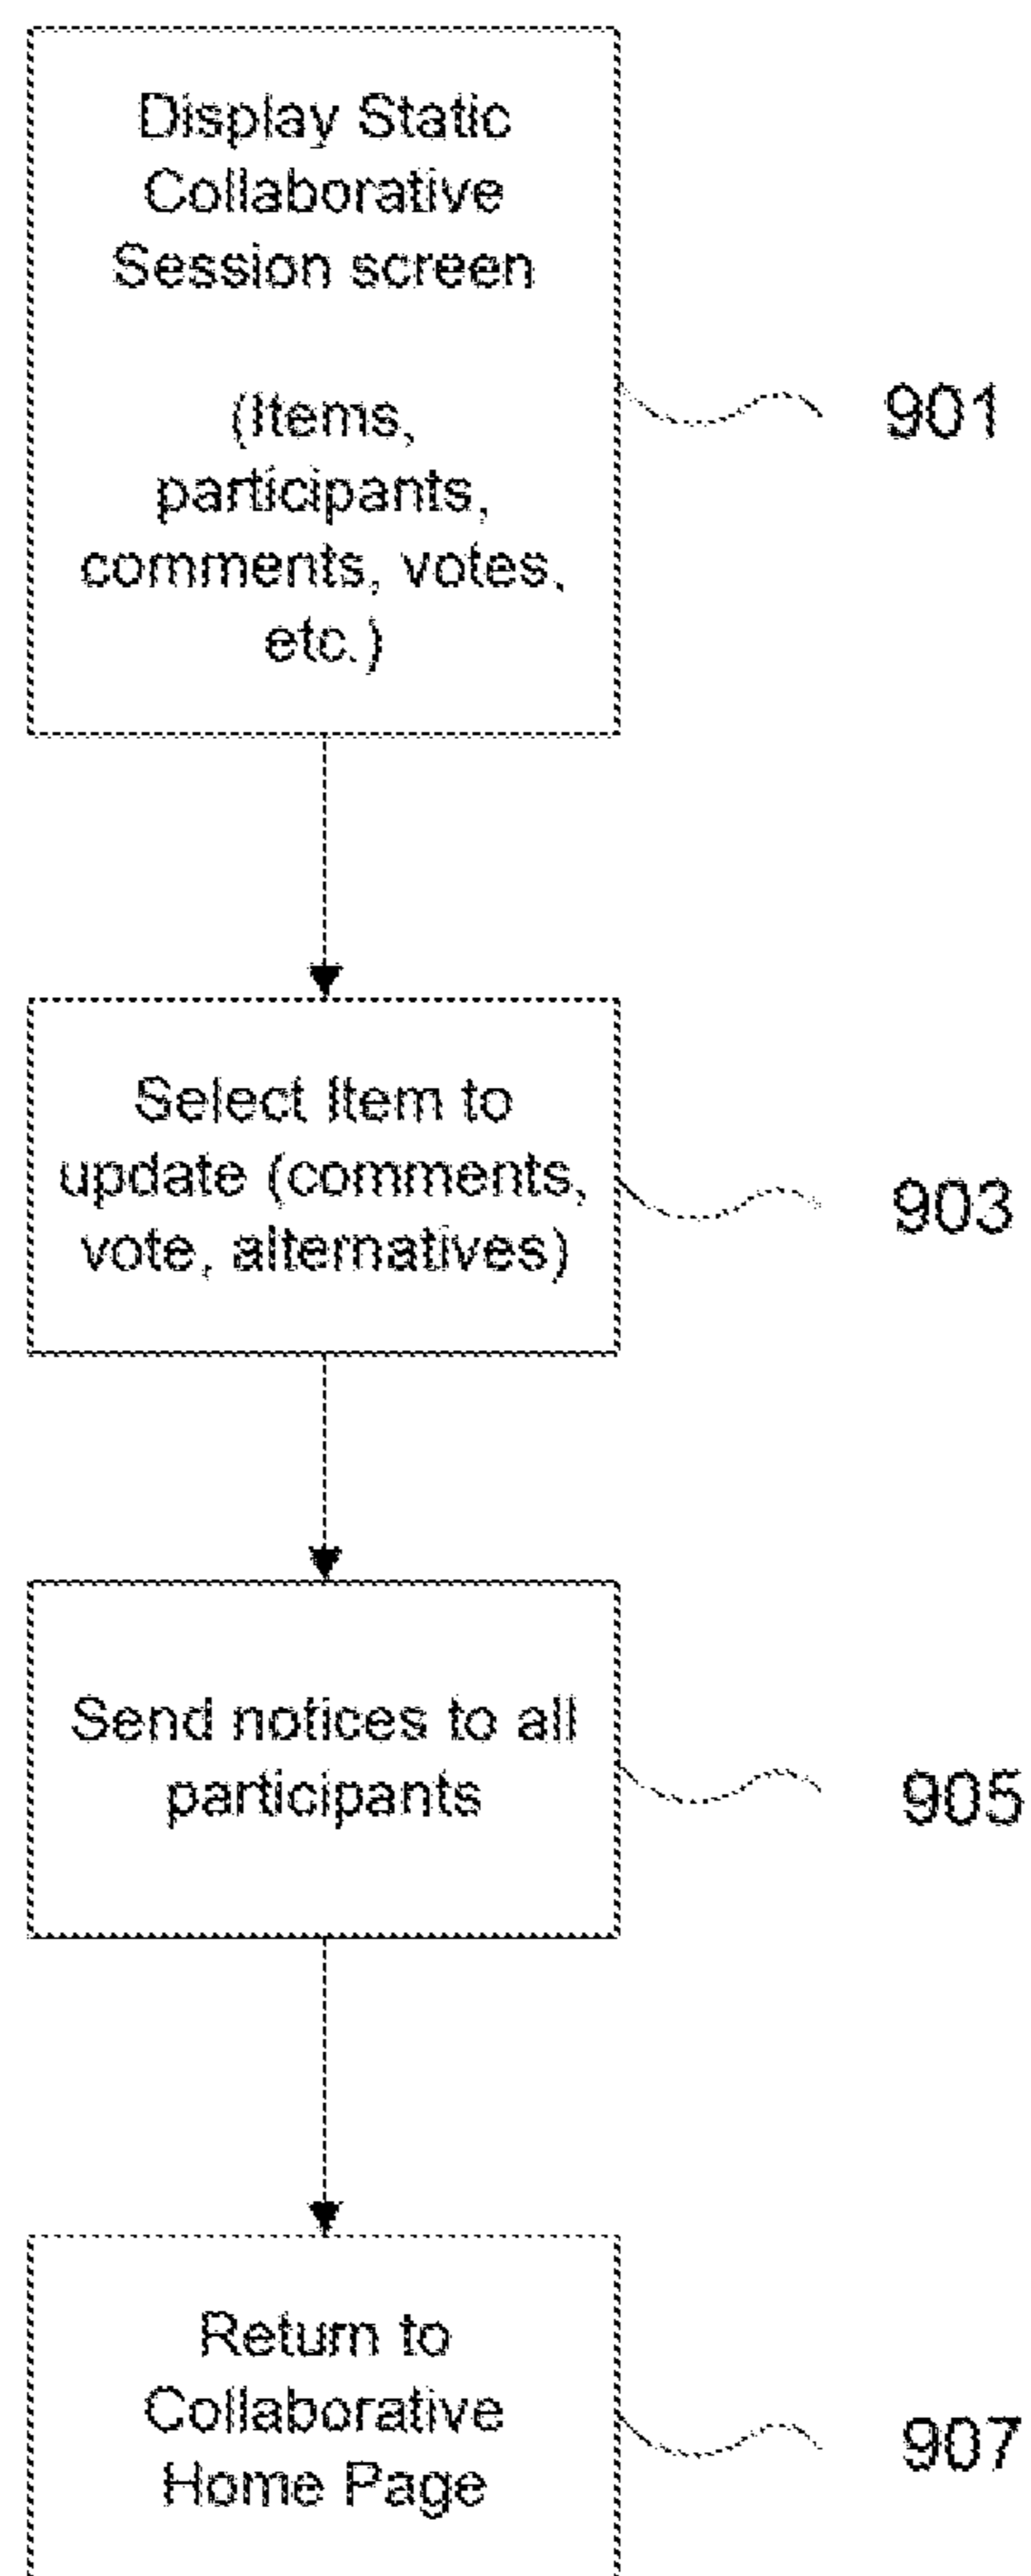 Display Static
Collaborative
Session screen
(Items,
participants,
comments, votes,
etc.)
901
Select Item to
update (comments,
vote, alternatives)
903
Send notices to all
participants
905
Return to
Collaborative
Home Page
907